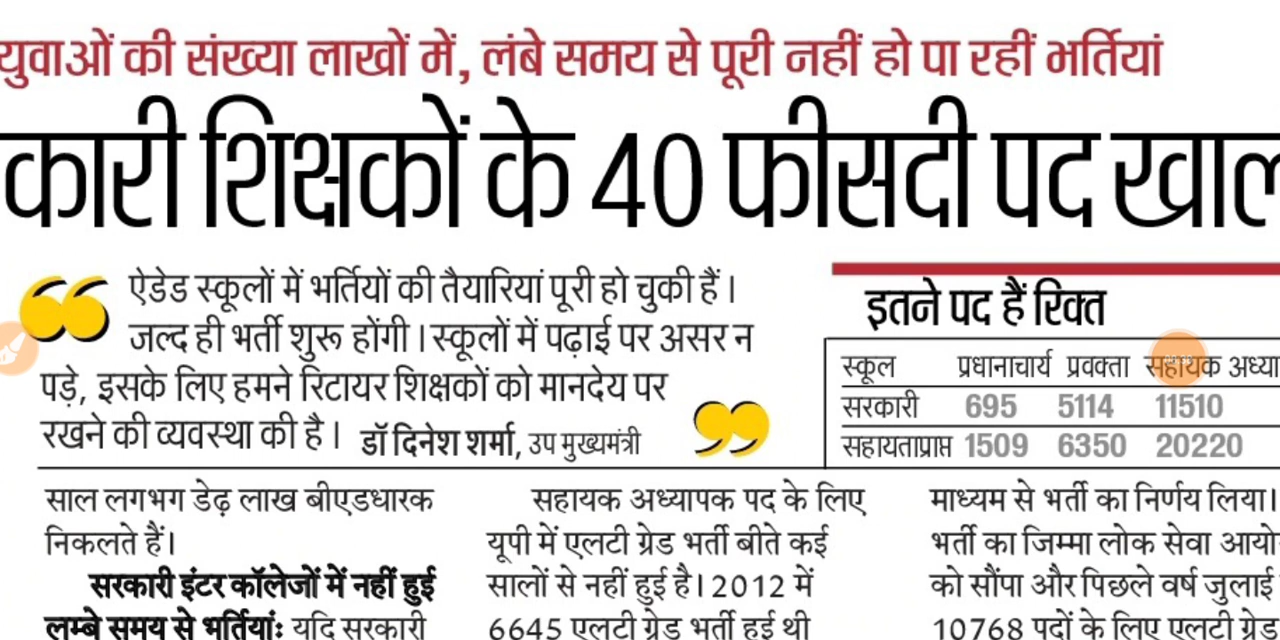 युवाओं की संख्या लाखों में, लंबे समय से पूरी नहीं हो पा रहीं भर्तियां
कारी शिक्षकों के 40 फीसदी पद खाल
ऐडेड स्कूलों में भर्तियों की तैयारियां पूरी हो चुकी हैं।
जल्द ही भर्ती शुरू होंगी। स्कूलों में पढ़ाई पर असर न
पड़े, इसके लिए हमने रिटायर शिक्षकों को मानदेय पर
रखने की व्यवस्था की है। डॉ दिनेश शर्मा, उप मुख्यमंत्री
इतने पद हैं रिक्त
स्कूल प्रधानाचार्य प्रवक्ता सहायक अध्या
सरकारी 695 5114 11510
सहायताप्राप्त 1509 6350 20220
साल लगभग डेढ़ लाख बीएडधारक
निकलते हैं।
सरकारी इंटर कॉलेजों में नहीं हुई
लम्बे समय से भर्तियांः यदि सरकारी
सहायक अध्यापक पद के लिए
यूपी में एलटी ग्रेड भर्ती बीते कई
सालों से नहीं हुई है। 2012 में
6645 एलटी ग्रेड भर्ती हुई थी
माध्यम से भर्ती का निर्णय लिया।
भर्ती का जिम्मा लोक सेवा आयो
को सौंपा और पिछले वर्ष जुलाई
10768 पदों के लिए एलटी ग्रेड